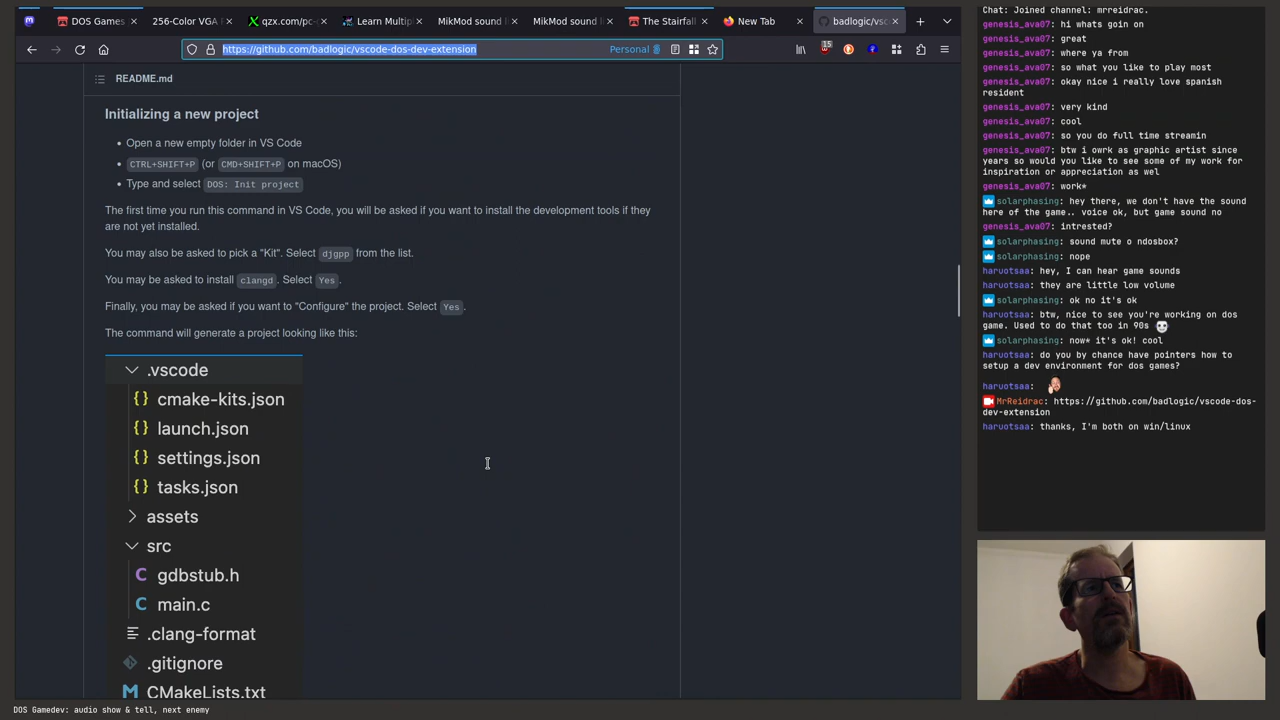 DOS Games
256-Color VGA P
qzx.com/pc-g
Learn Multip
MikMod sound l
MikMod sound l
The Stairfall
New Tab
badlogic/vsc
https://github.com/badlogic/vscode-dos-dev-extension
Personal
15
README.md
Initializing a new project
Open a new empty folder in VS Code
CTRL+SHIFT+P (or CMD+SHIFT+P on macOS)
Type and select DOS: Init project
The first time you run this command in VS Code, you will be asked if you want to install the development tools if they
are not yet installed.
You may also be asked to pick a "Kit". Select djgpp from the list.
You may be asked to install clangd. Select Yes.
Finally, you may be asked if you want to "Configure" the project. Select Yes.
The command will generate a project looking like this:
.vscode
{} cmake-kits.json
{} launch.json
{} settings.json
{} tasks.json
assets
src
C gdbstub.h
C main.c
.clang-format
.gitignore
M CMakeLists.txt
Chat: Joined channel: mrreidrac.
genesis_ava07: hi whats goin on
genesis_ava07: great
genesis_ava07: where ya from
genesis_ava07: so what you like to play most
genesis_ava07: okay nice i really love spanish
resident
genesis_ava07: very kind
genesis_ava07: cool
genesis_ava07: so you do full time streamin
genesis_ava07: btw i owrk as graphic artist since
years so would you like to see some of my work for
inspiration or appreciation as wel
genesis_ava07: work*
solarphasing: hey there, we don't have the sound
here of the game.. voice ok, but game sound no
genesis_ava07: intrested?
solarphasing: sound mute o ndosbox?
solarphasing: nope
haruotsaa: hey, I can hear game sounds
haruotsaa: they are little low volume
solarphasing: ok no it's ok
haruotsaa: btw, nice to see you're working on dos
game. Used to do that too in 90s
solarphasing: now* it's ok! cool
haruotsaa: do you by chance have pointers how to
setup a dev environment for dos games?
haruotsaa:
MrReidrac: https://github.com/badlogic/vscode-dos-
dev-extension
haruotsaa: thanks, I'm both on win/linux
DOS Gamedev: audio show & tell, next enemy